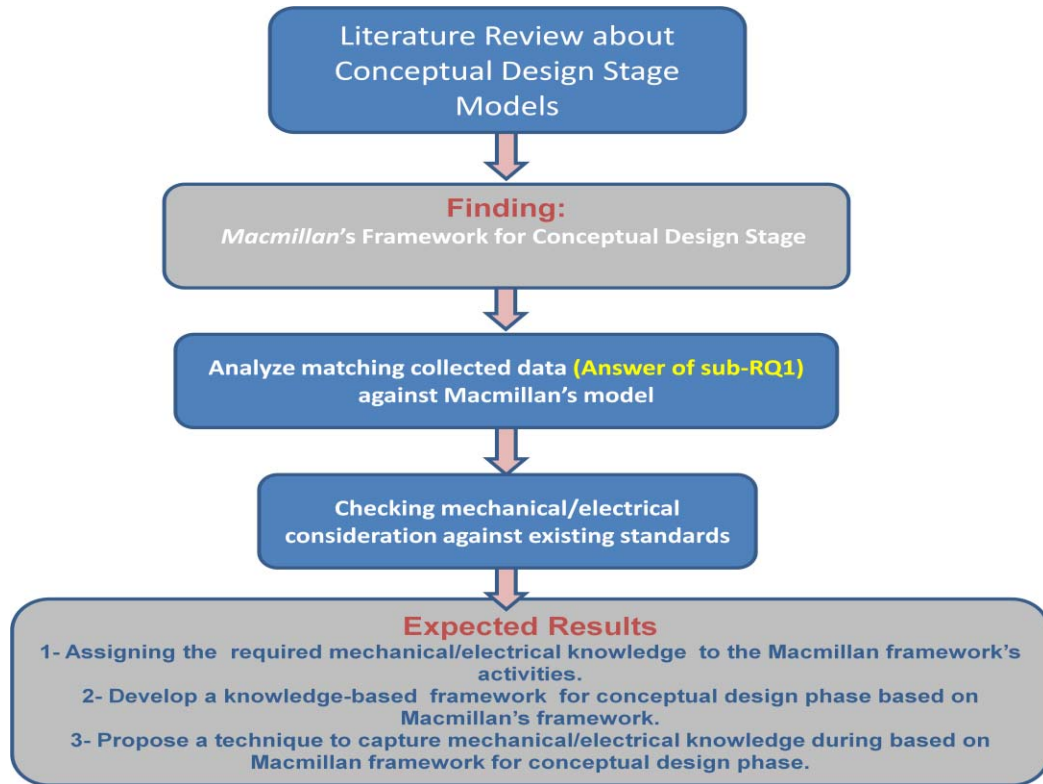 Literature Review about
Conceptual Design Stage
Models
Finding:
Macmillan's Framework for Conceptual Design Stage
Analyze matching collected data (Answer of sub-RQ1)
against Macmillan's model
Checking mechanical/electrical
consideration against existing standards
Expected Results
1- Assigning the required mechanical/electrical knowledge to the Macmillan framework's
activities.
2- Develop a knowledge-based framework for conceptual design phase based on
Macmillan's framework.
3- Propose a technique to capture mechanical/electrical knowledge during based on
Macmillan framework for conceptual design phase.